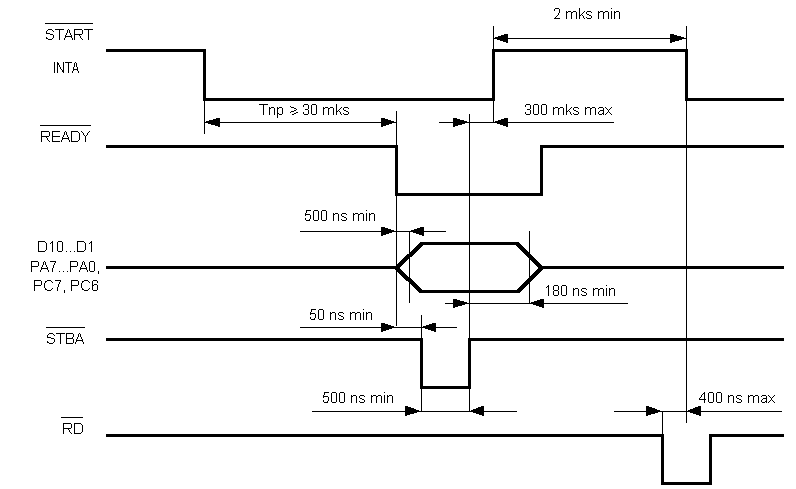 2 mks min
START
INTA
Tnp ≥ 30 mks
300 mks max
READY
500 ns min
D10...D1
PA7...PA0,
PC7, PC6
180 ns min
50 ns min
STBA
500 ns min
400 ns max
RD